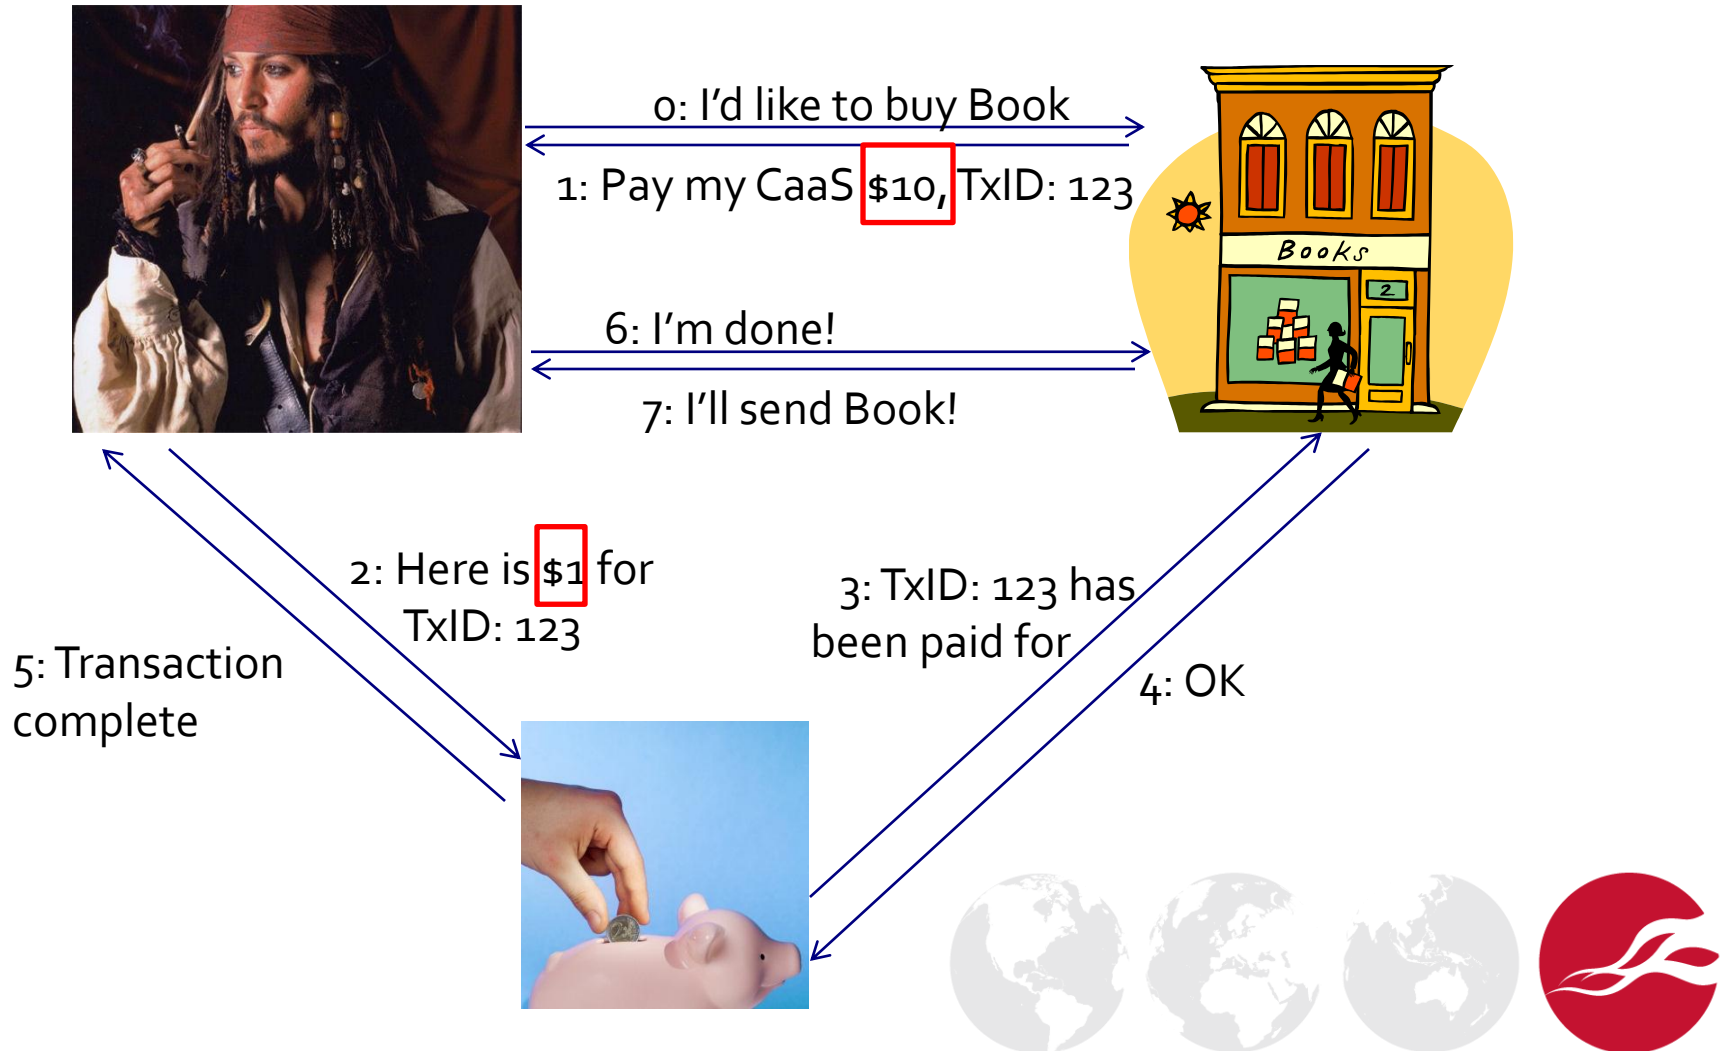 0: I'd like to buy Book
1: Pay my CaaS $10, TxID: 123
Books
2
6: I'm done!
7: I'll send Book!
2: Here is $1 for
TxID: 123
3: TxID: 123 has
been paid for
5: Transaction
complete
4: OK
2